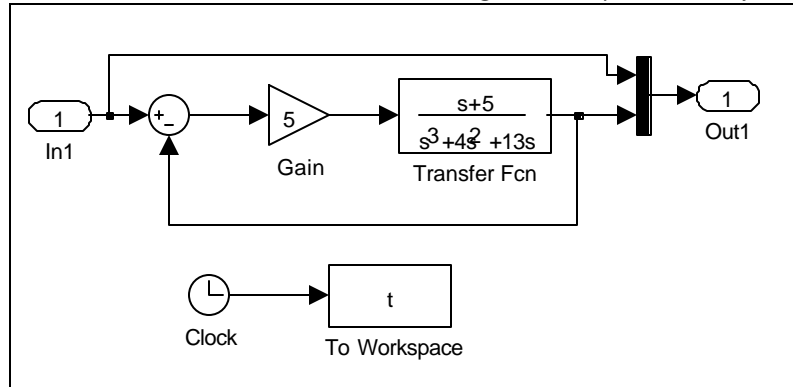 1
In1
+
−
5
Gain
s+5
s3+4s2 +13s
Transfer Fcn
1
Out1
Clock
t
To Workspace